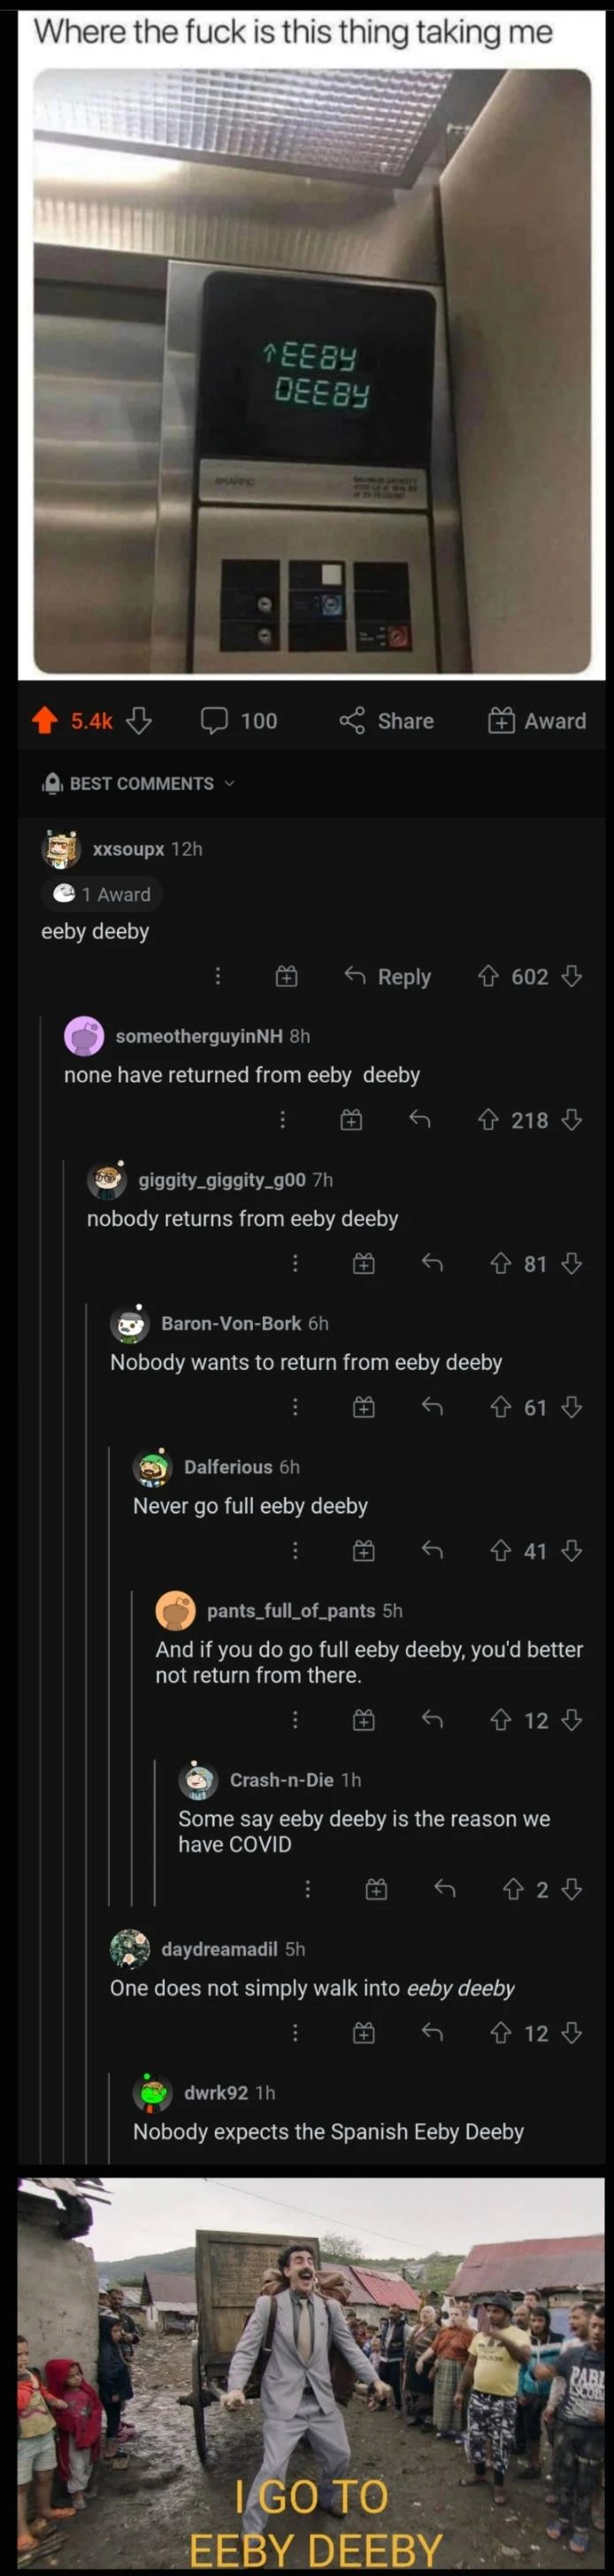 Where the fuck is this thing taking me
↑EEBY
DEEBY
5.4k
100
Share
Award
BEST COMMENTS
xxsoupx 12h
1 Award
eeby deeby
Reply
602
someotherguyinNH 8h
none have returned from eeby deeby
218
giggity_giggity_g00 7h
nobody returns from eeby deeby
81
Baron-Von-Bork 6h
Nobody wants to return from eeby deeby
61
Dalferious 6h
Never go full eeby deeby
41
pants_full_of_pants 5h
And if you do go full eeby deeby, you'd better
not return from there.
12
Crash-n-Die 1h
Some say eeby deeby is the reason we
have COVID
2
daydreamadil 5h
One does not simply walk into eeby deeby
12
dwrk92 1h
Nobody expects the Spanish Eeby Deeby
I GO TO
EEBY DEEBY